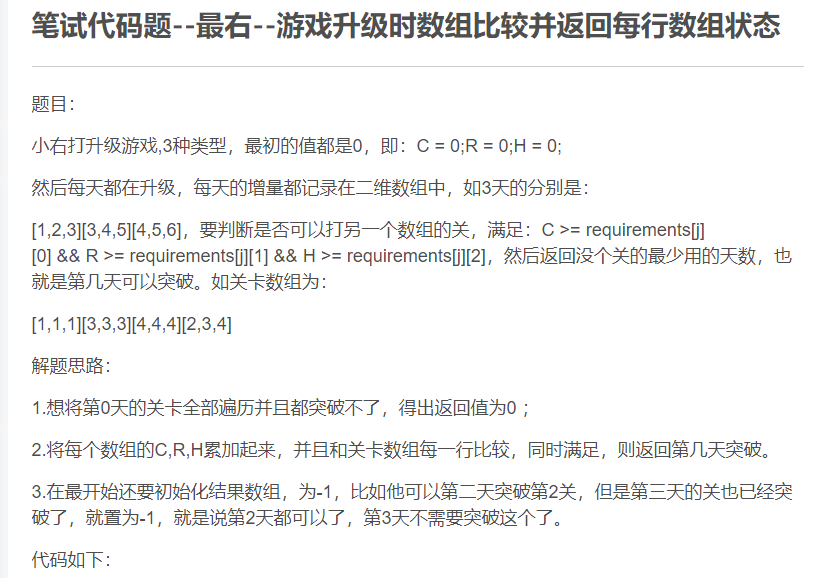 笔试代码题--最右--游戏升级时数组比较并返回每行数组状态
题目：
小右打升级游戏,3种类型，最初的值都是0，即：C = 0;R = 0;H = 0;
然后每天都在升级，每天的增量都记录在二维数组中，如3天的分别是：
[1,2,3][3,4,5][4,5,6]，要判断是否可以打另一个数组的关，满足：C >= requirements[j]
[0] && R >= requirements[j][1] && H >= requirements[j][2]，然后返回没个关的最少用的天数，也
就是第几天可以突破。如关卡数组为：
[1,1,1][3,3,3][4,4,4][2,3,4]
解题思路：
1.想将第0天的关卡全部遍历并且都突破不了，得出返回值为0 ；
2.将每个数组的C,R,H累加起来，并且和关卡数组每一行比较，同时满足，则返回第几天突破。
3.在最开始还要初始化结果数组，为-1，比如他可以第二天突破第2关，但是第三天的关也已经突
破了，就置为-1，就是说第2天都可以了，第3天不需要突破这个了。
代码如下：